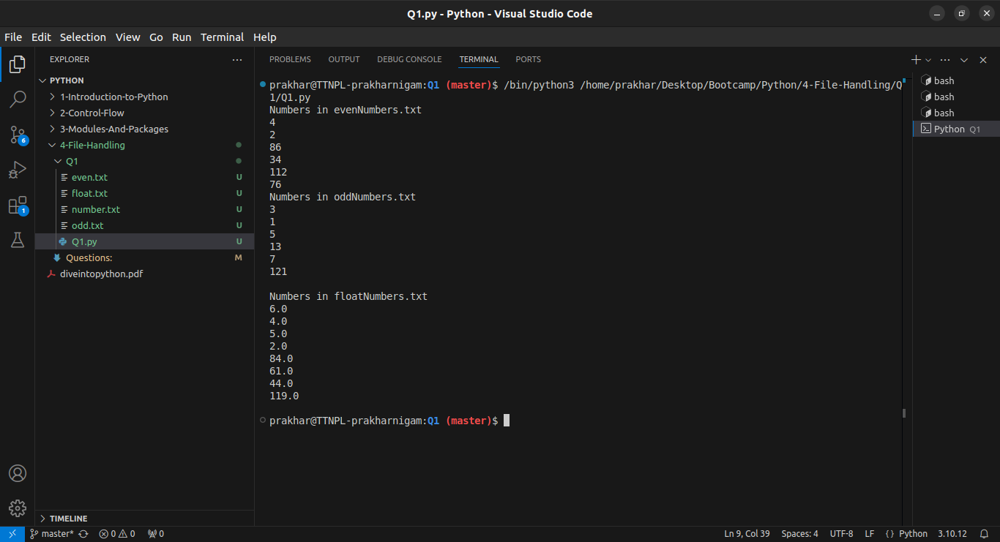 Q1.py - Python - Visual Studio Code
File Edit Selection View Go Run Terminal Help
EXPLORER
PYTHON
1-Introduction-to-Python
2-Control-Flow
3-Modules-And-Packages
4-File-Handling
Q1
even.txt U
float.txt U
number.txt U
odd.txt U
Q1.py U
Questions: M
diveintopython.pdf
TIMELINE
6
1
PROBLEMS OUTPUT DEBUG CONSOLE TERMINAL PORTS
prakhar@TTNPL-prakharnigam:Q1 (master)$ /bin/python3 /home/prakhar/Desktop/Bootcamp/Python/4-File-Handling/Q
1/Q1.py
Numbers in evenNumbers.txt
4
2
86
34
112
76
Numbers in oddNumbers.txt
3
1
5
13
7
121
Numbers in floatNumbers.txt
6.0
4.0
5.0
2.0
84.0
61.0
44.0
119.0
prakhar@TTNPL-prakharnigam:Q1 (master)$
bash
bash
bash
Python Q1
master* 0 0 0 Ln 9, Col 39 Spaces: 4 UTF-8 LF {} Python 3.10.12